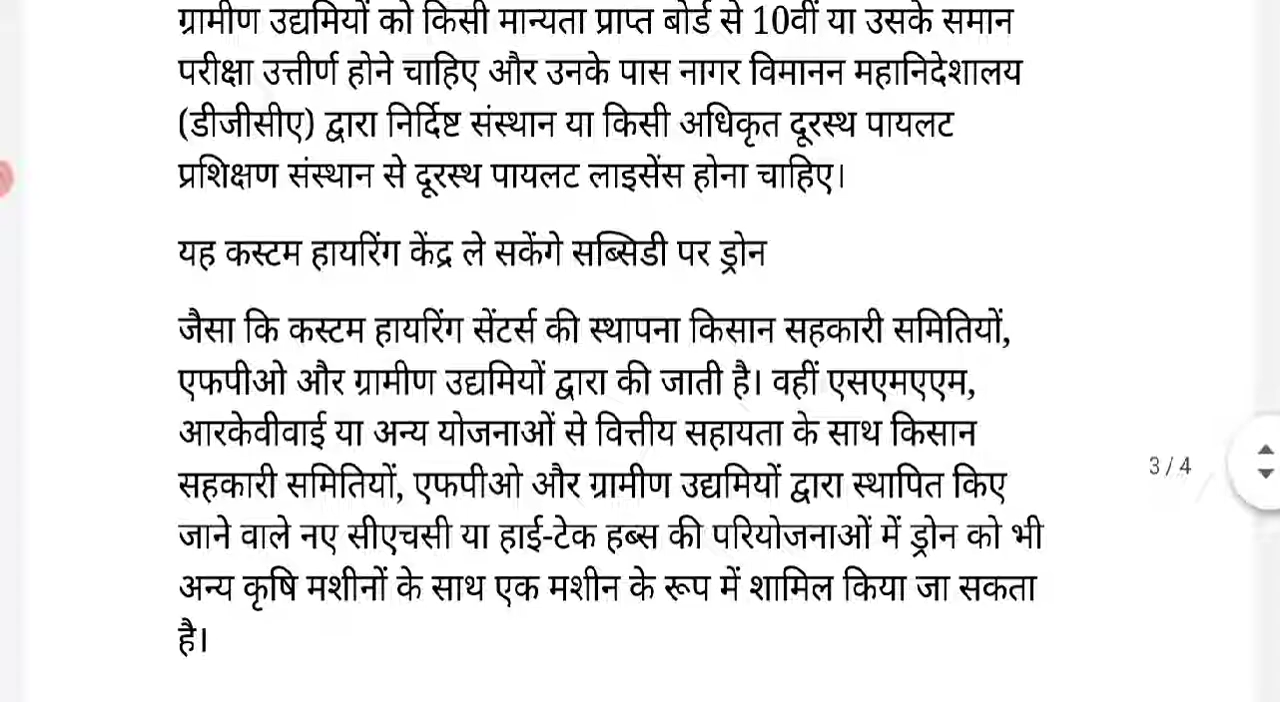 ग्रामीण उद्यमियों को किसी मान्यता प्राप्त बोर्ड से 10वीं या उसके समान
परीक्षा उत्तीर्ण होने चाहिए और उनके पास नागर विमानन महानिदेशालय
(डीजीसीए) द्वारा निर्दिष्ट संस्थान या किसी अधिकृत दूरस्थ पायलट
प्रशिक्षण संस्थान से दूरस्थ पायलट लाइसेंस होना चाहिए।
यह कस्टम हायरिंग केंद्र ले सकेंगे सब्सिडी पर ड्रोन
जैसा कि कस्टम हायरिंग सेंटर्स की स्थापना किसान सहकारी समितियों,
एफपीओ और ग्रामीण उद्यमियों द्वारा की जाती है। वहीं एसएमएएम,
आरकेवीवाई या अन्य योजनाओं से वित्तीय सहायता के साथ किसान
सहकारी समितियों, एफपीओ और ग्रामीण उद्यमियों द्वारा स्थापित किए
जाने वाले नए सीएचसी या हाई-टेक हब्स की परियोजनाओं में ड्रोन को भी
अन्य कृषि मशीनों के साथ एक मशीन के रूप में शामिल किया जा सकता
है।
3 / 4